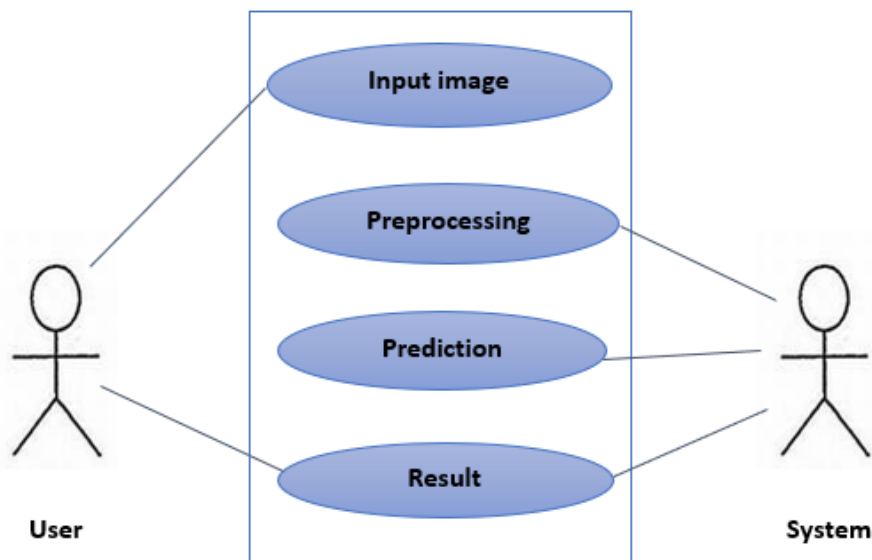 Input image
Preprocessing
Prediction
Result
User
System